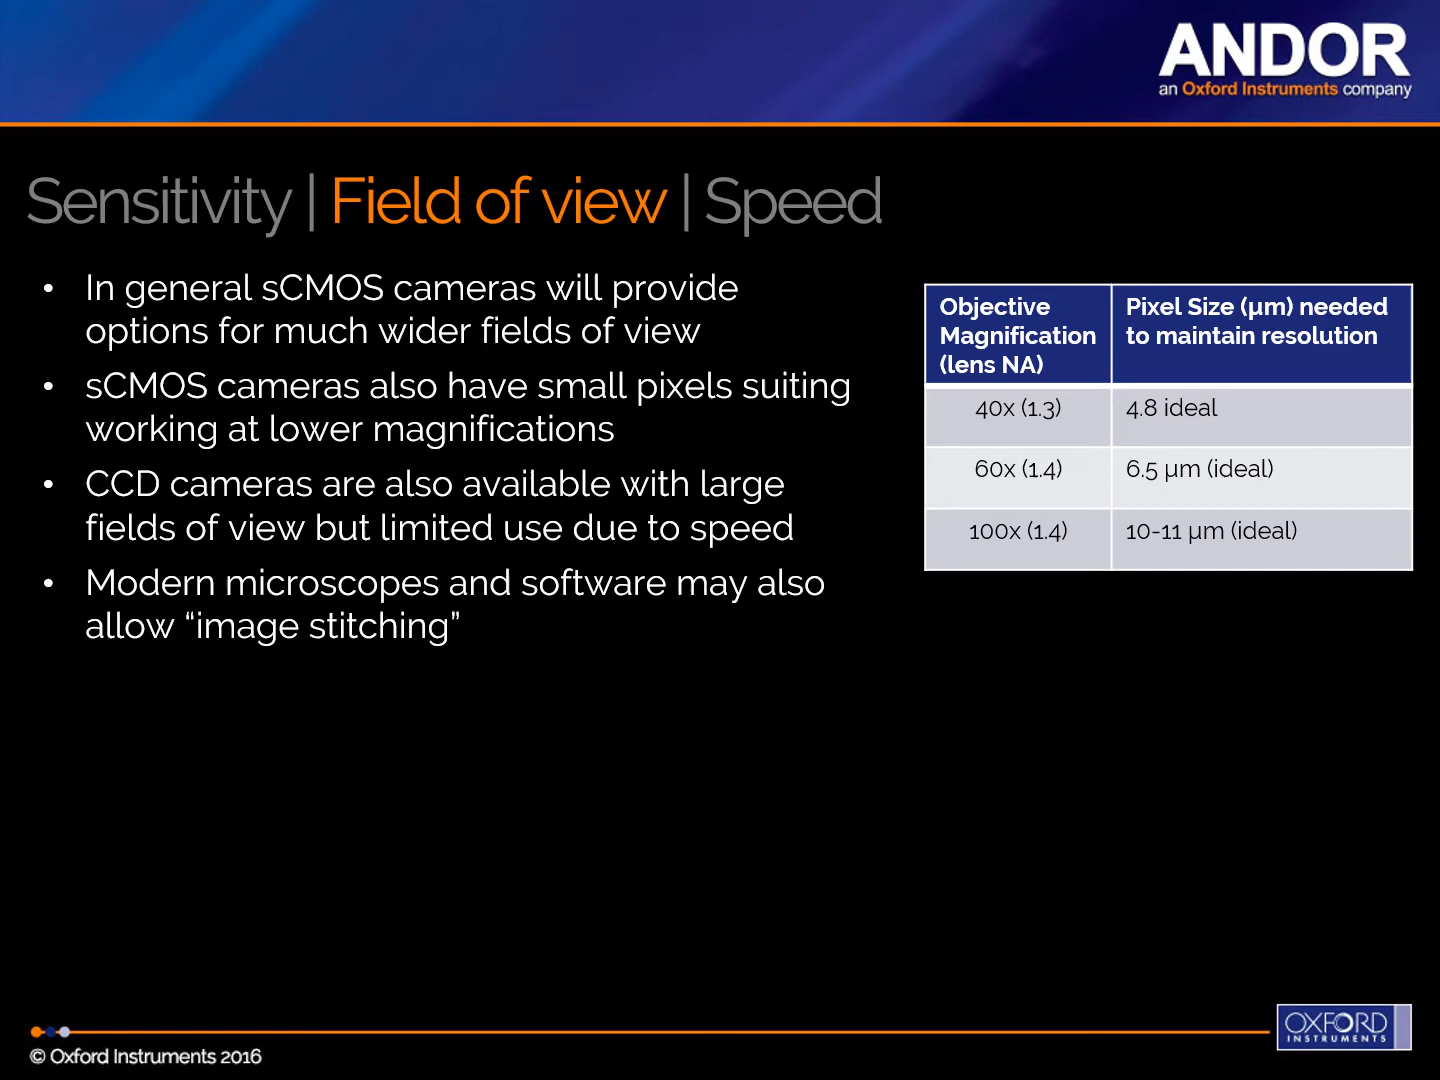 ANDOR
an Oxford Instruments company
Sensitivity | Field of view | Speed
• In general sCMOS cameras will provide
options for much wider fields of view
• sCMOS cameras also have small pixels suiting
working at lower magnifications
• CCD cameras are also available with large
fields of view but limited use due to speed
• Modern microscopes and software may also
allow “image stitching”
Objective
Magnification
(lens NA)
Pixel Size (µm) needed
to maintain resolution
40x (1.3)
4.8 ideal
60x (1.4)
6.5 µm (ideal)
100x (1.4)
10-11 µm (ideal)
© Oxford Instruments 2016
OXFORD
INSTRUMENTS